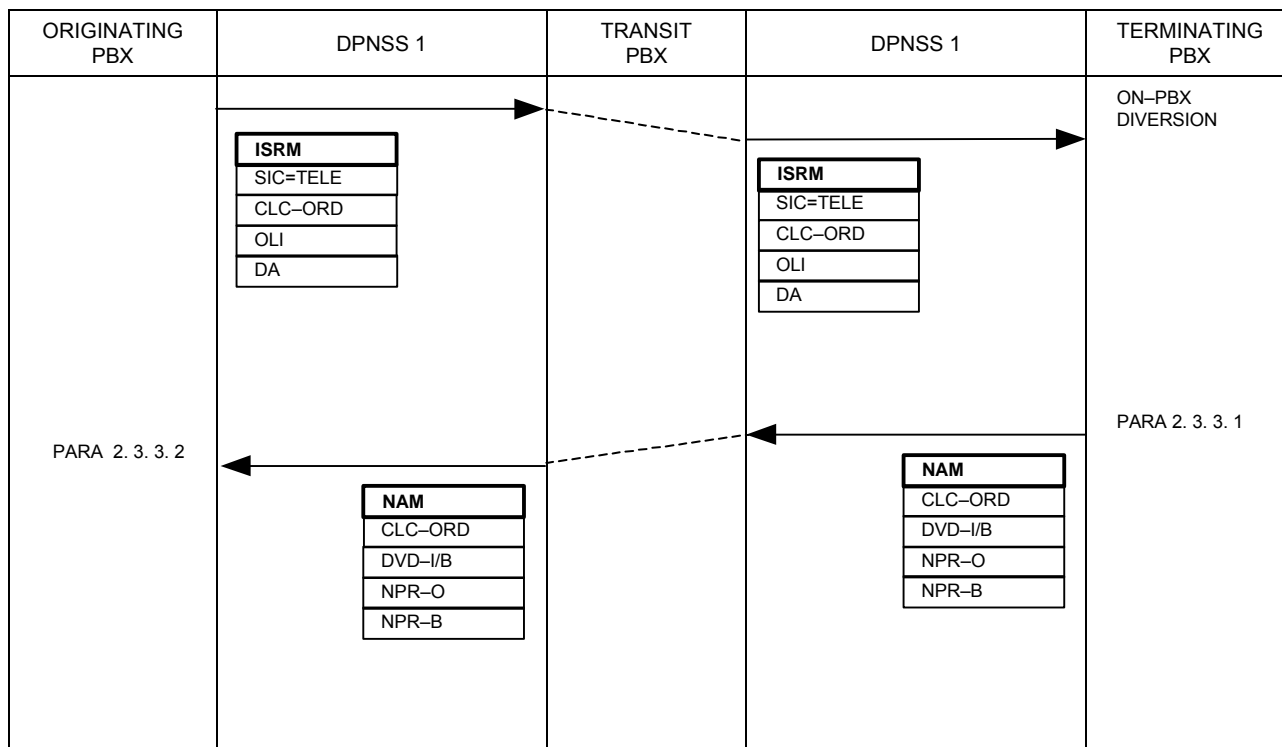 ORIGINATING
PBX
DPNSS 1
TRANSIT
PBX
DPNSS 1
TERMINATING
PBX
ON–PBX
DIVERSION
ISRM
SIC=TELE
CLC–ORD
OLI
DA
ISRM
SIC=TELE
CLC–ORD
OLI
DA
PARA 2. 3. 3. 1
PARA 2. 3. 3. 2
NAM
CLC–ORD
DVD–I/B
NPR–O
NPR–B
NAM
CLC–ORD
DVD–I/B
NPR–O
NPR–B